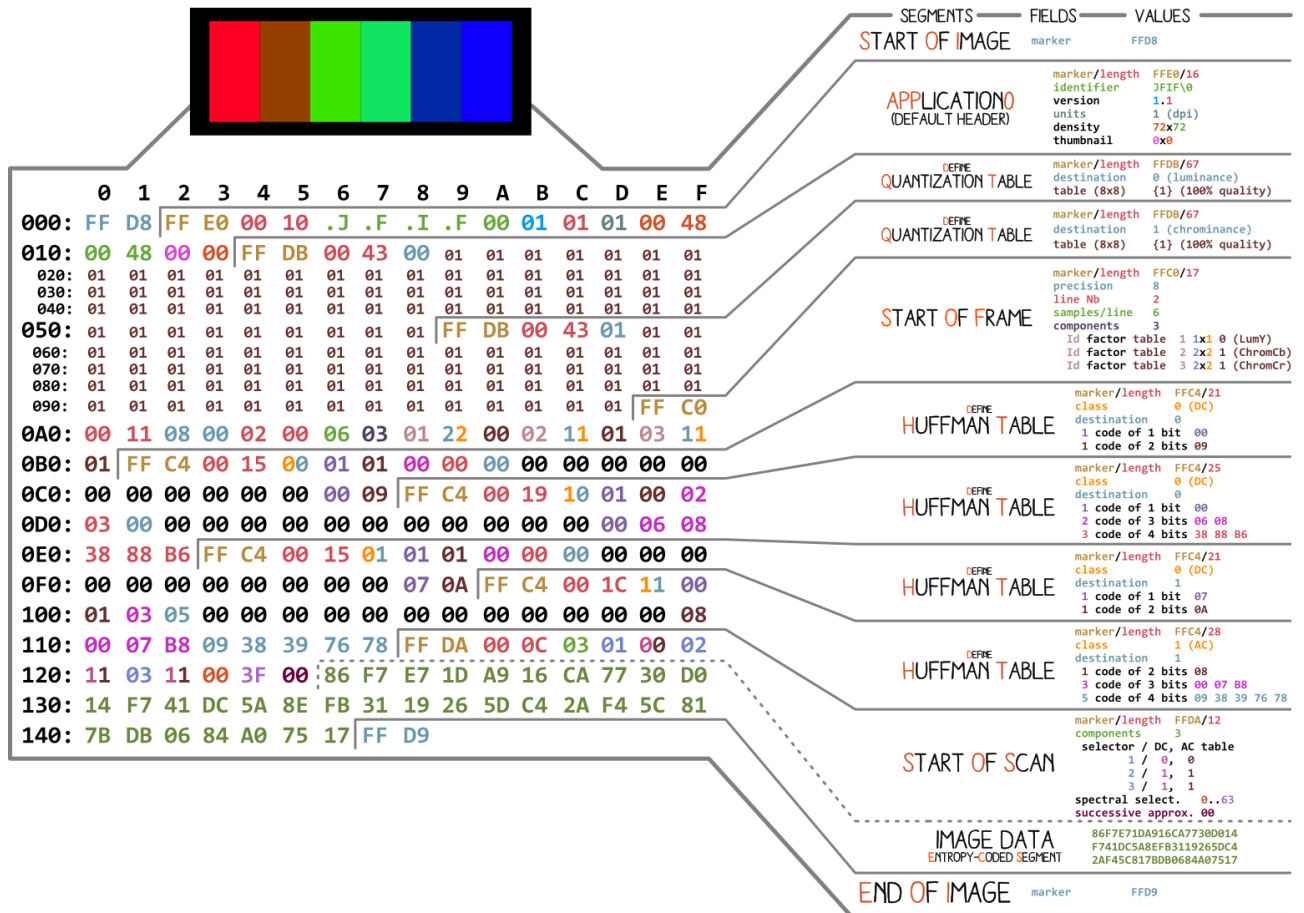 SEGMENTS FIELDS VALUES
START OF IMAGE marker FFD8
APPLICATION0
(DEFAULT HEADER)
marker/length FFE0/16
identifier JFIF\0
version 1.1
units 1 (dpi)
density 72x72
thumbnail 0x0
DEFINE
QUANTIZATION TABLE
marker/length FFDB/67
destination 0 (luminance)
table (8x8) {1} (100% quality)
DEFINE
QUANTIZATION TABLE
marker/length FFDB/67
destination 1 (chrominance)
table (8x8) {1} (100% quality)
START OF FRAME
marker/length FFC0/17
precision 8
line Nb 2
samples/line 6
components 3
Id factor table 1 1x1 0 (LumY)
Id factor table 2 2x2 1 (ChromCb)
Id factor table 3 2x2 1 (ChromCr)
DEFINE
HUFFMAN TABLE
marker/length FFC4/21
class 0 (DC)
destination 0
1 code of 1 bit 00
1 code of 2 bits 09
DEFINE
HUFFMAN TABLE
marker/length FFC4/25
class 0 (DC)
destination 0
1 code of 1 bit 00
2 code of 3 bits 06 08
3 code of 4 bits 38 88 B6
DEFINE
HUFFMAN TABLE
marker/length FFC4/21
class 0 (DC)
destination 1
1 code of 1 bit 07
1 code of 2 bits 0A
DEFINE
HUFFMAN TABLE
marker/length FFC4/28
class 1 (AC)
destination 1
1 code of 2 bits 08
3 code of 3 bits 00 07 B8
5 code of 4 bits 09 38 39 76 78
START OF SCAN
marker/length FFDA/12
components 3
selector / DC, AC table
1 / 0, 0
2 / 1, 1
3 / 1, 1
spectral select. 0..63
successive approx. 00
IMAGE DATA
ENTROPY-CODED SEGMENT
86F7E71DA916CA7730D014
F741DC5A8EFB3119265DC4
2AF45C817BDB0684A07517
END OF IMAGE marker FFD9
0 1 2 3 4 5 6 7 8 9 A B C D E F
000: FF D8 FF E0 00 10 .J .F .I .F 00 01 01 01 00 48
010: 00 48 00 00 FF DB 00 43 00 01 01 01 01 01 01 01
020: 01 01 01 01 01 01 01 01 01 01 01 01 01 01 01 01
030: 01 01 01 01 01 01 01 01 01 01 01 01 01 01 01 01
040: 01 01 01 01 01 01 01 01 01 01 01 01 01 01 01 01
050: 01 01 01 01 01 01 01 01 01 FF DB 00 43 01 01 01
060: 01 01 01 01 01 01 01 01 01 01 01 01 01 01 01 01
070: 01 01 01 01 01 01 01 01 01 01 01 01 01 01 01 01
080: 01 01 01 01 01 01 01 01 01 01 01 01 01 01 01 01
090: 01 01 01 01 01 01 01 01 01 01 01 01 01 01 FF C0
0A0: 00 11 08 00 02 00 06 03 01 22 00 02 11 01 03 11
0B0: 01 FF C4 00 15 00 01 01 00 00 00 00 00 00 00 00
0C0: 00 00 00 00 00 00 00 09 FF C4 00 19 10 01 00 02
0D0: 03 00 00 00 00 00 00 00 00 00 00 00 00 00 06 08
0E0: 38 88 B6 FF C4 00 15 01 01 01 00 00 00 00 00 00
0F0: 00 00 00 00 00 00 00 00 07 0A FF C4 00 1C 11 00
100: 01 03 05 00 00 00 00 00 00 00 00 00 00 00 00 08
110: 00 07 B8 09 38 39 76 78 FF DA 00 0C 03 01 00 02
120: 11 03 11 00 3F 00 86 F7 E7 1D A9 16 CA 77 30 D0
130: 14 F7 41 DC 5A 8E FB 31 19 26 5D C4 2A F4 5C 81
140: 7B DB 06 84 A0 75 17 FF D9